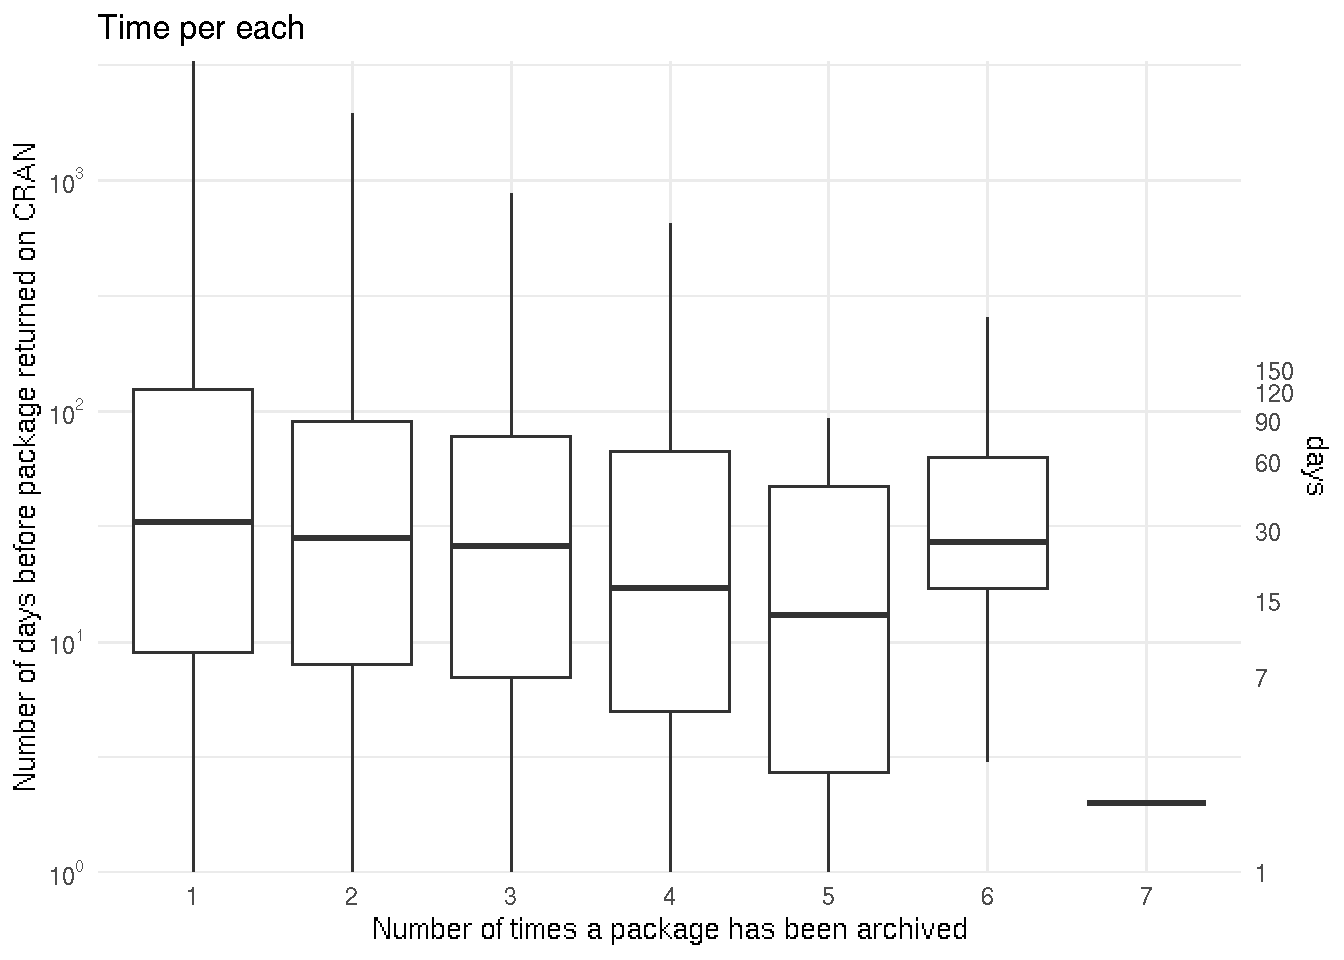 Time per each
Number of days before package returned on CRAN
10³
10²
10¹
10⁰
150
120
90
60
30
15
7
1
days
1 2 3 4 5 6 7
Number of times a package has been archived